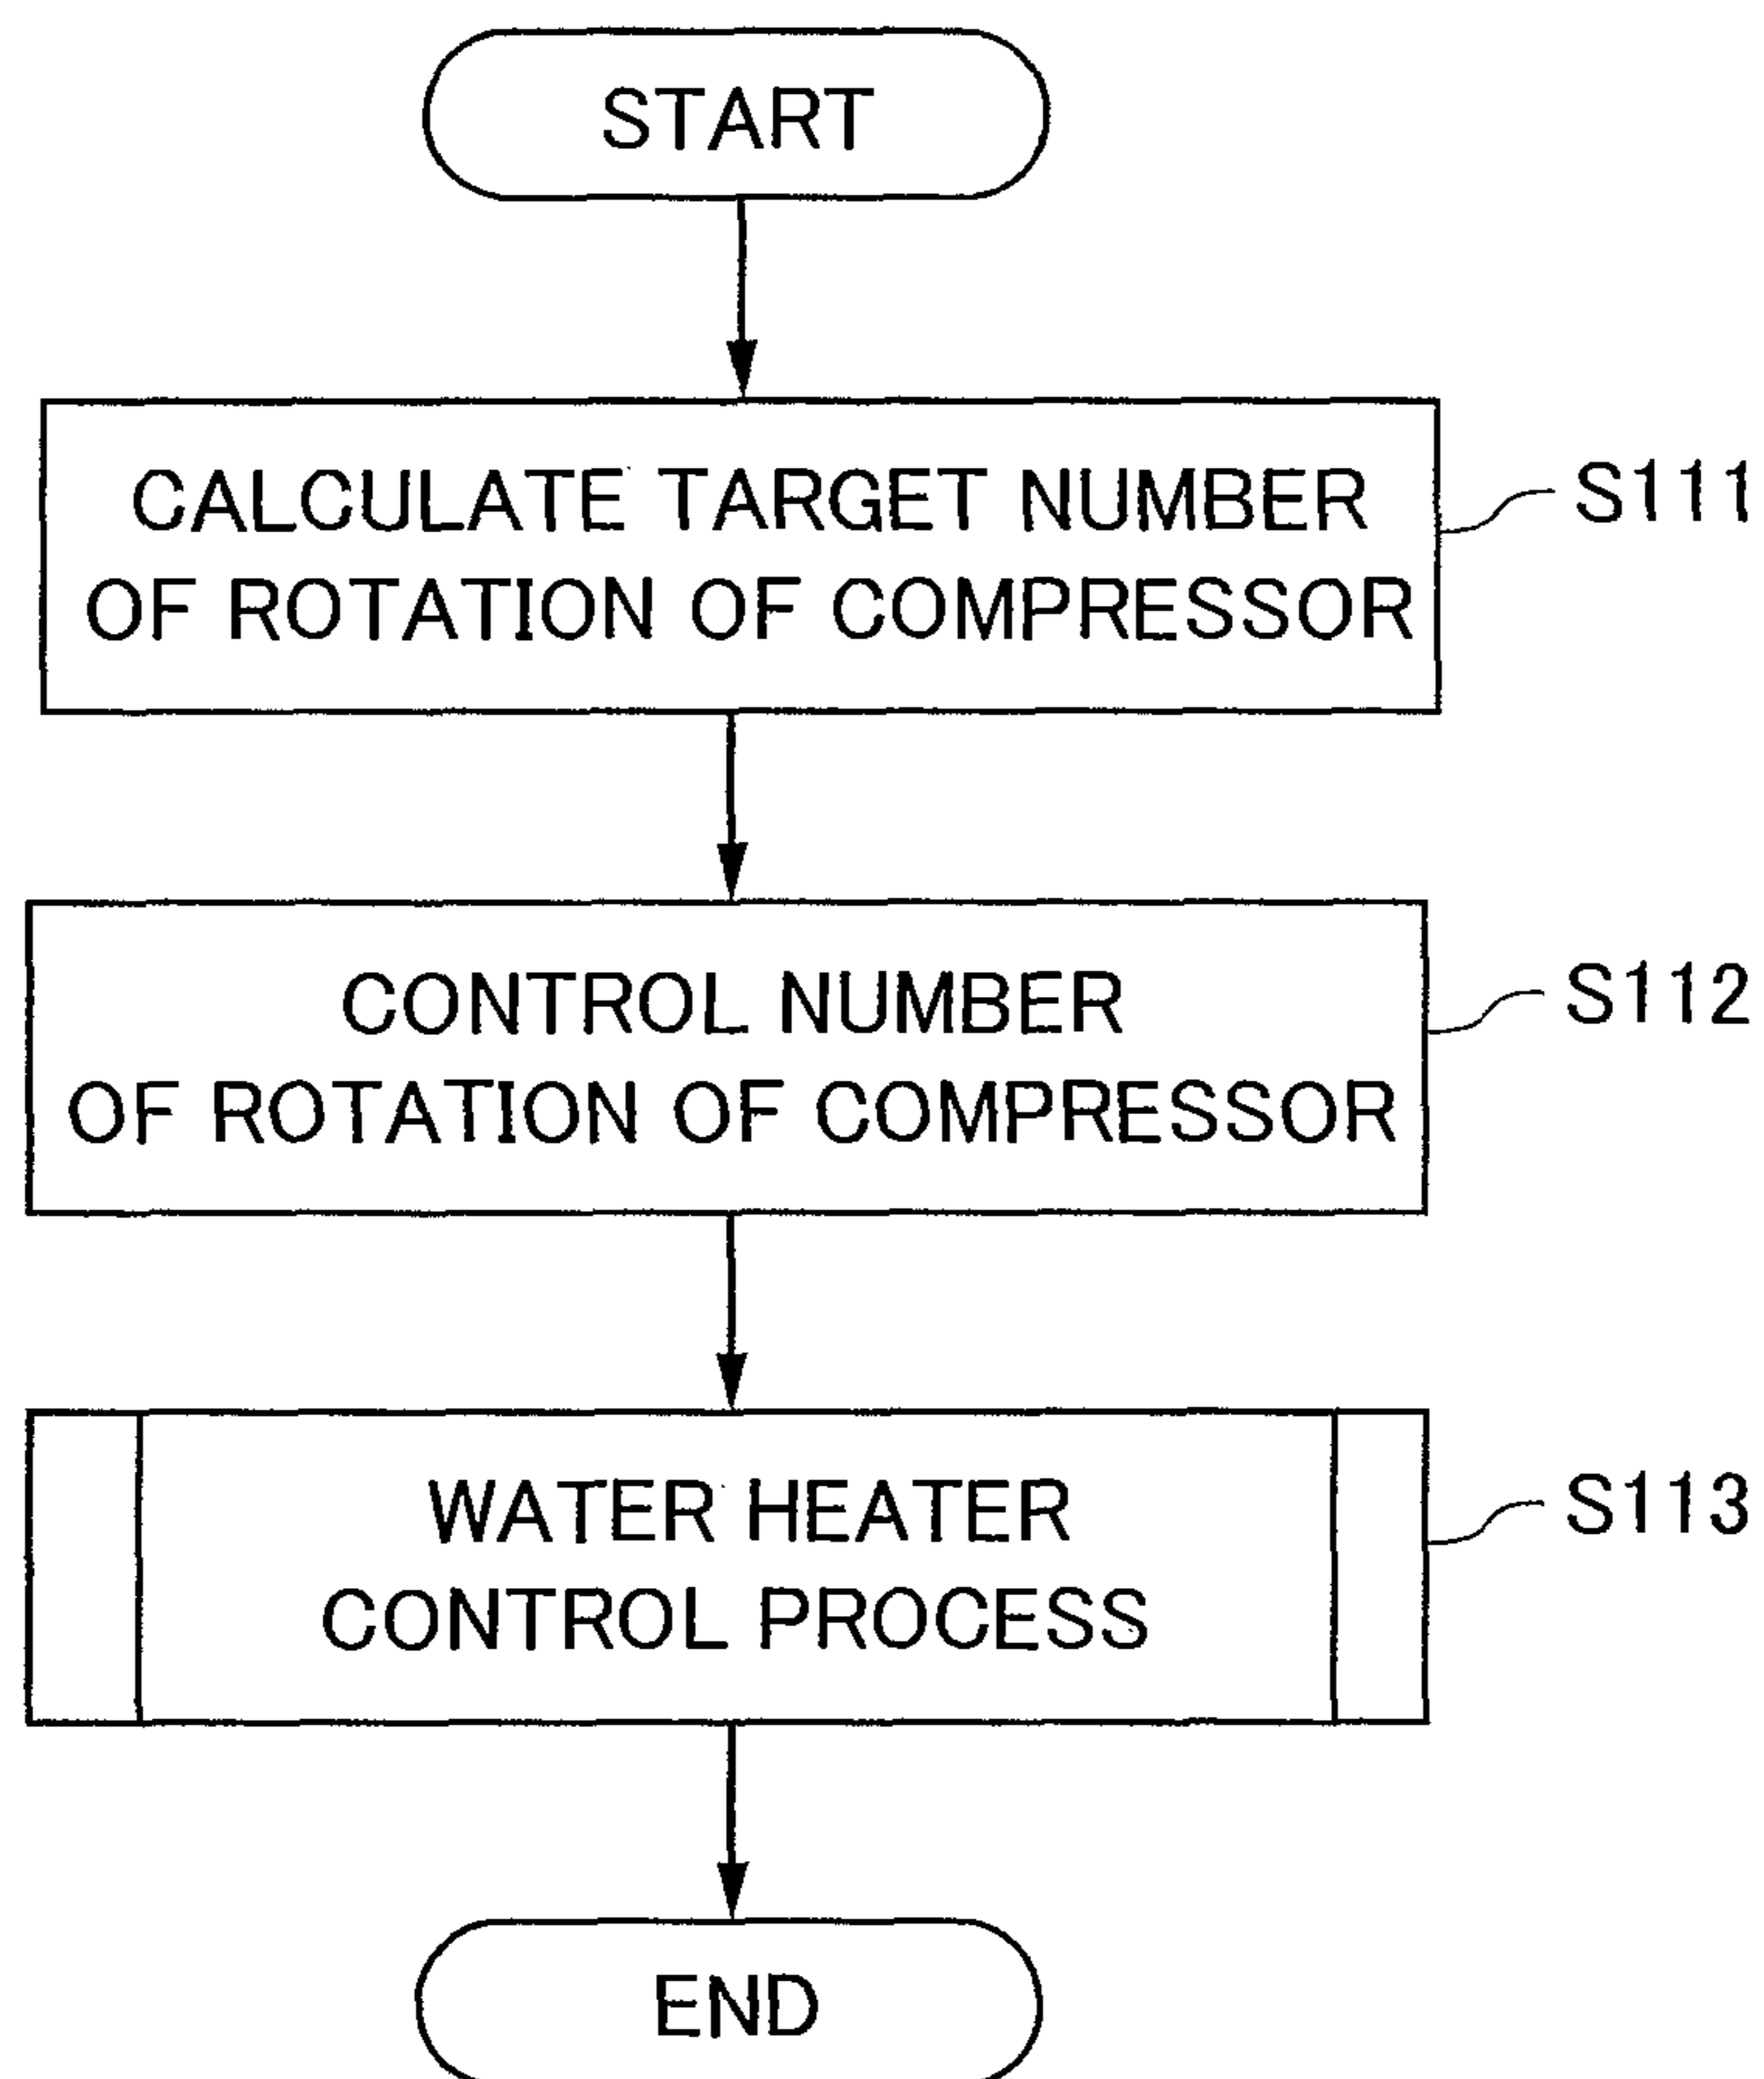 START
CALCULATE TARGET NUMBER
OF ROTATION OF COMPRESSOR
S111
CONTROL NUMBER
OF ROTATION OF COMPRESSOR
S112
WATER HEATER
CONTROL PROCESS
S113
END